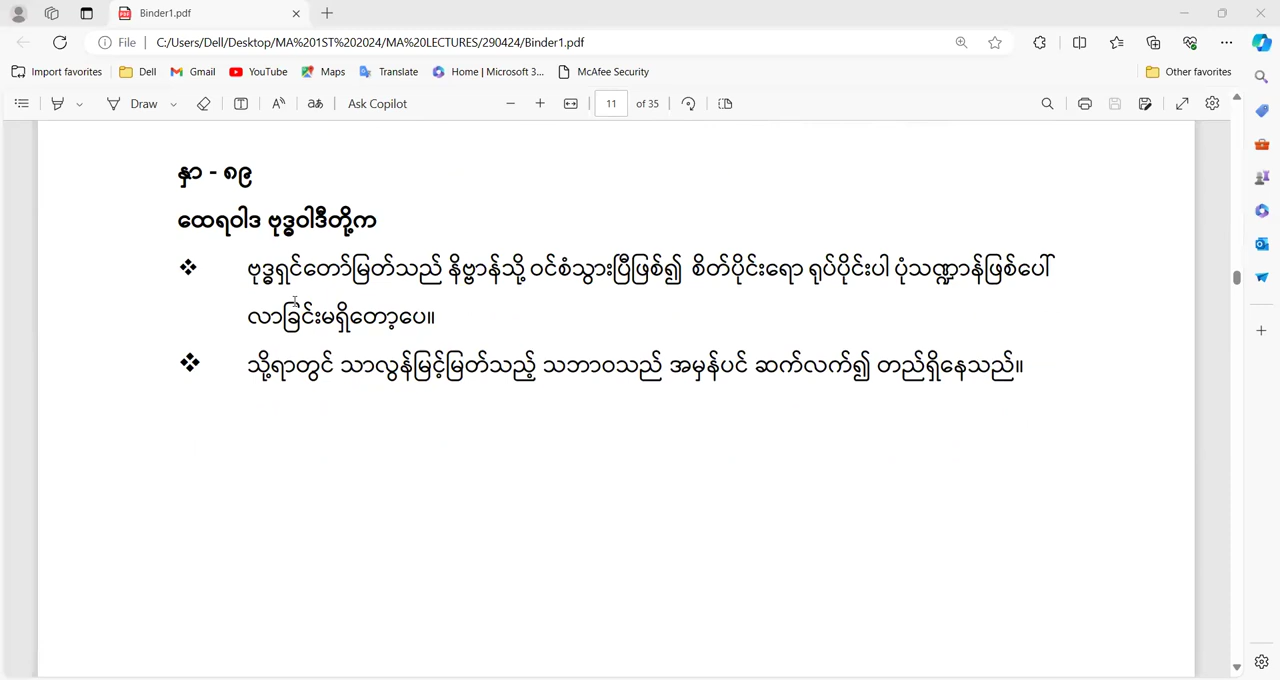 Binder1.pdf
File
C:/Users/Dell/Desktop/MA%201ST%202024/MA%20LECTURES/290424/Binder1.pdf
Import favorites Dell Gmail YouTube Maps Translate Home | Microsoft 3... McAfee Security Other favorites
Draw Ask Copilot 11 of 35
နှာ - ၈၉
ထေရဝါဒ ဗုဒ္ဓဝါဒီတို့က
❖ ဗုဒ္ဓရှင်တော်မြတ်သည် နိဗ္ဗာန်သို့ ဝင်စံသွားပြီဖြစ်၍ စိတ်ပိုင်းရော ရုပ်ပိုင်းပါ ပုံသဏ္ဌာန်ဖြစ်ပေါ်
လာခြင်းမရှိတော့ပေ။
❖ သို့ရာတွင် သာလွန်မြင့်မြတ်သည့် သဘာဝသည် အမှန်ပင် ဆက်လက်၍ တည်ရှိနေသည်။